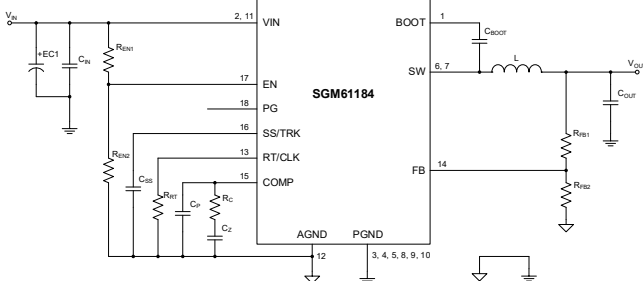 VIN
2, 11
VIN
BOOT
1
CBOOT
+EC1
CIN
REN1
SW
6, 7
L
VOU
17
EN
SGM61184
COUT
18
PG
16
SS/TRK
RFB1
13
RT/CLK
REN2
CSS
15
COMP
FB
14
RRT
CP
RC
RFB2
CZ
AGND
PGND
12
3, 4, 5, 8, 9, 10